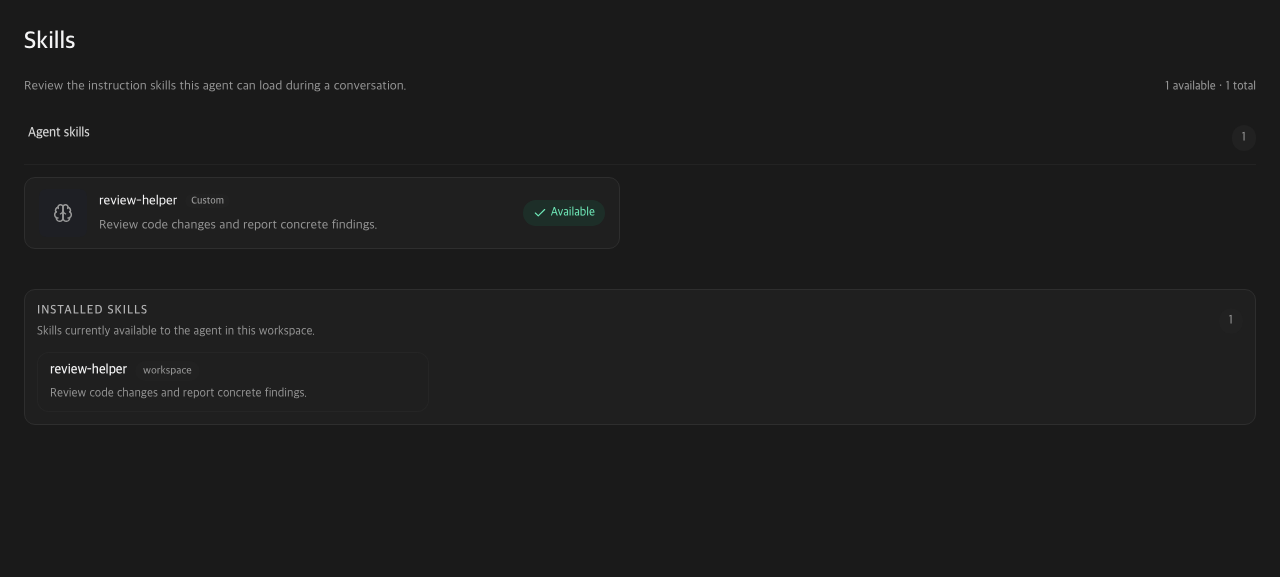 Skills
Review the instruction skills this agent can load during a conversation.
1 available · 1 total
Agent skills
1
review-helper Custom
Review code changes and report concrete findings.
Available
INSTALLED SKILLS
Skills currently available to the agent in this workspace.
1
review-helper workspace
Review code changes and report concrete findings.